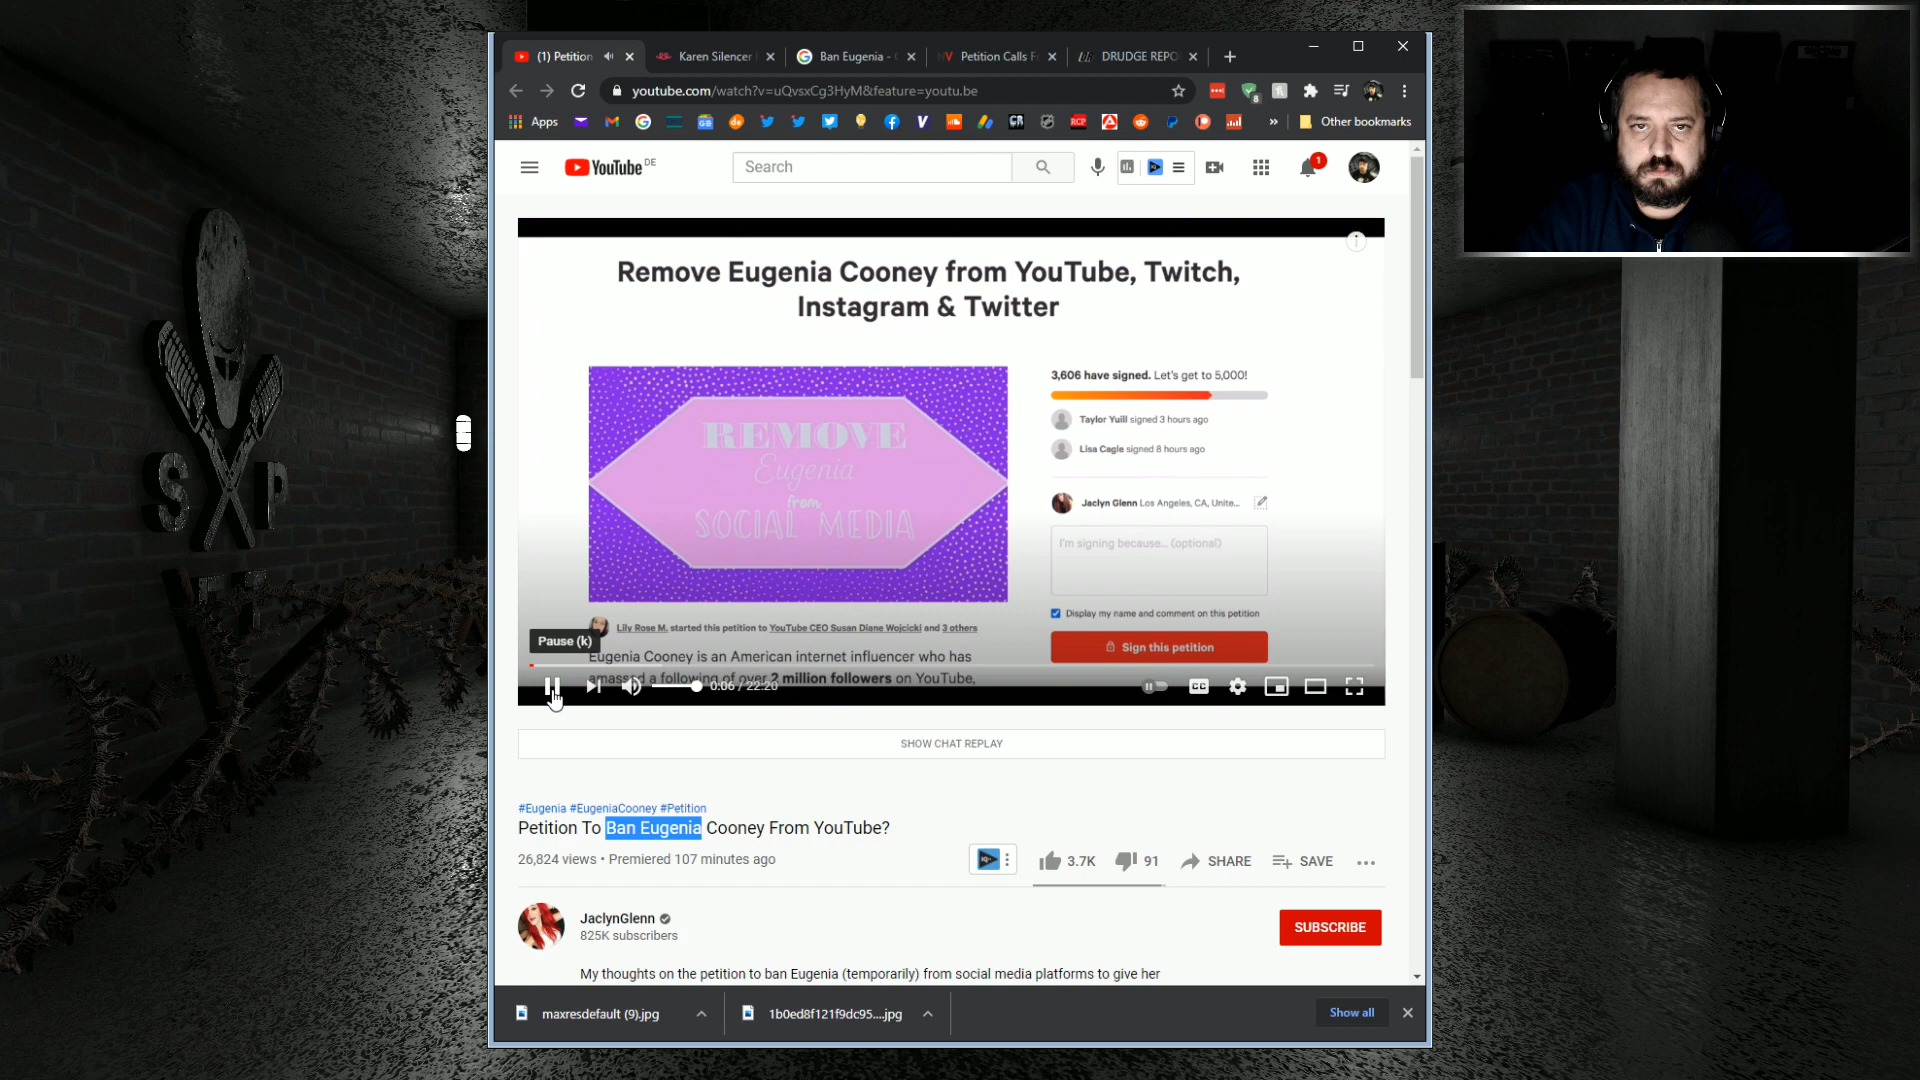 (1) Petition
Karen Silencer
Ban Eugenia -
Petition Calls F
DRUDGE REPO
youtube.com/watch?v=uQvsxCg3HyM&feature=youtu.be
8
Apps
RCP
Other bookmarks
YouTube DE
Search
1
Remove Eugenia Cooney from YouTube, Twitch,
Instagram & Twitter
3,606 have signed. Let's get to 5,000!
Taylor Yuill signed 3 hours ago
Lisa Cagle signed 8 hours ago
REMOVE
Eugenia
from
SOCIAL MEDIA
Jaclyn Glenn Los Angeles, CA, Unite...
I'm signing because... (optional)
Display my name and comment on this petition
Sign this petition
Lily Rose M. started this petition to YouTube CEO Susan Diane Wojcicki and 3 others
Pause (k)
Eugenia Cooney is an American internet influencer who has
amassed a following of over 2 million followers on YouTube,
0:06 / 22:20
CC
SHOW CHAT REPLAY
#Eugenia #EugeniaCooney #Petition
Petition To Ban Eugenia Cooney From YouTube?
26,824 views • Premiered 107 minutes ago
3.7K
91
SHARE
SAVE
JaclynGlenn
825K subscribers
SUBSCRIBE
My thoughts on the petition to ban Eugenia (temporarily) from social media platforms to give her
maxresdefault (9).jpg
1b0ed8f121f9dc95....jpg
Show all
S P